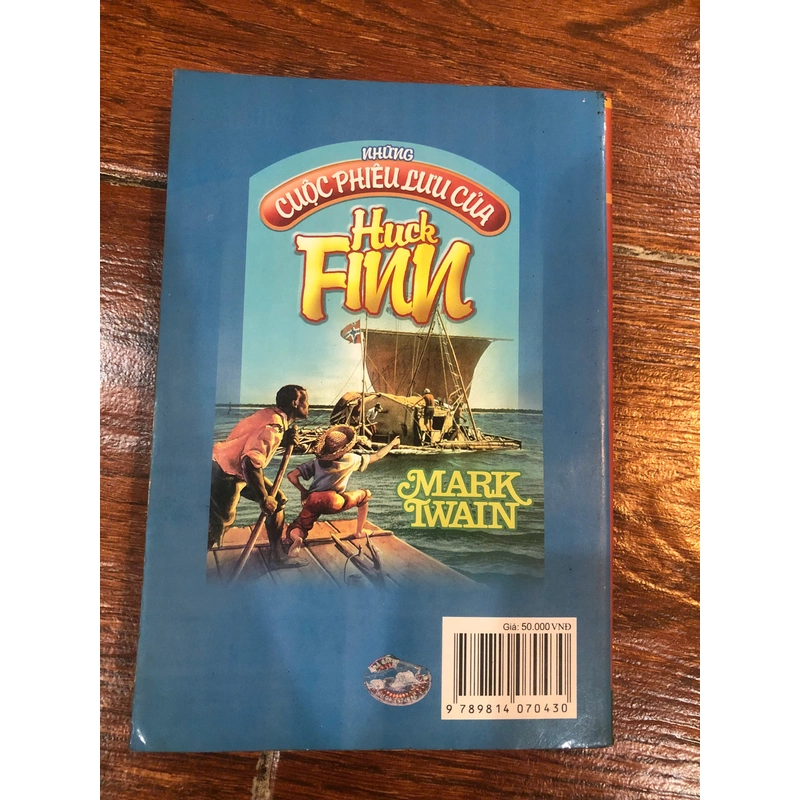 NHỮNG
CUỘC PHIÊU LƯU CỦA
Huck
FINN
MARK
TWAIN
Giá: 50.000 VNĐ
9 789814 070430